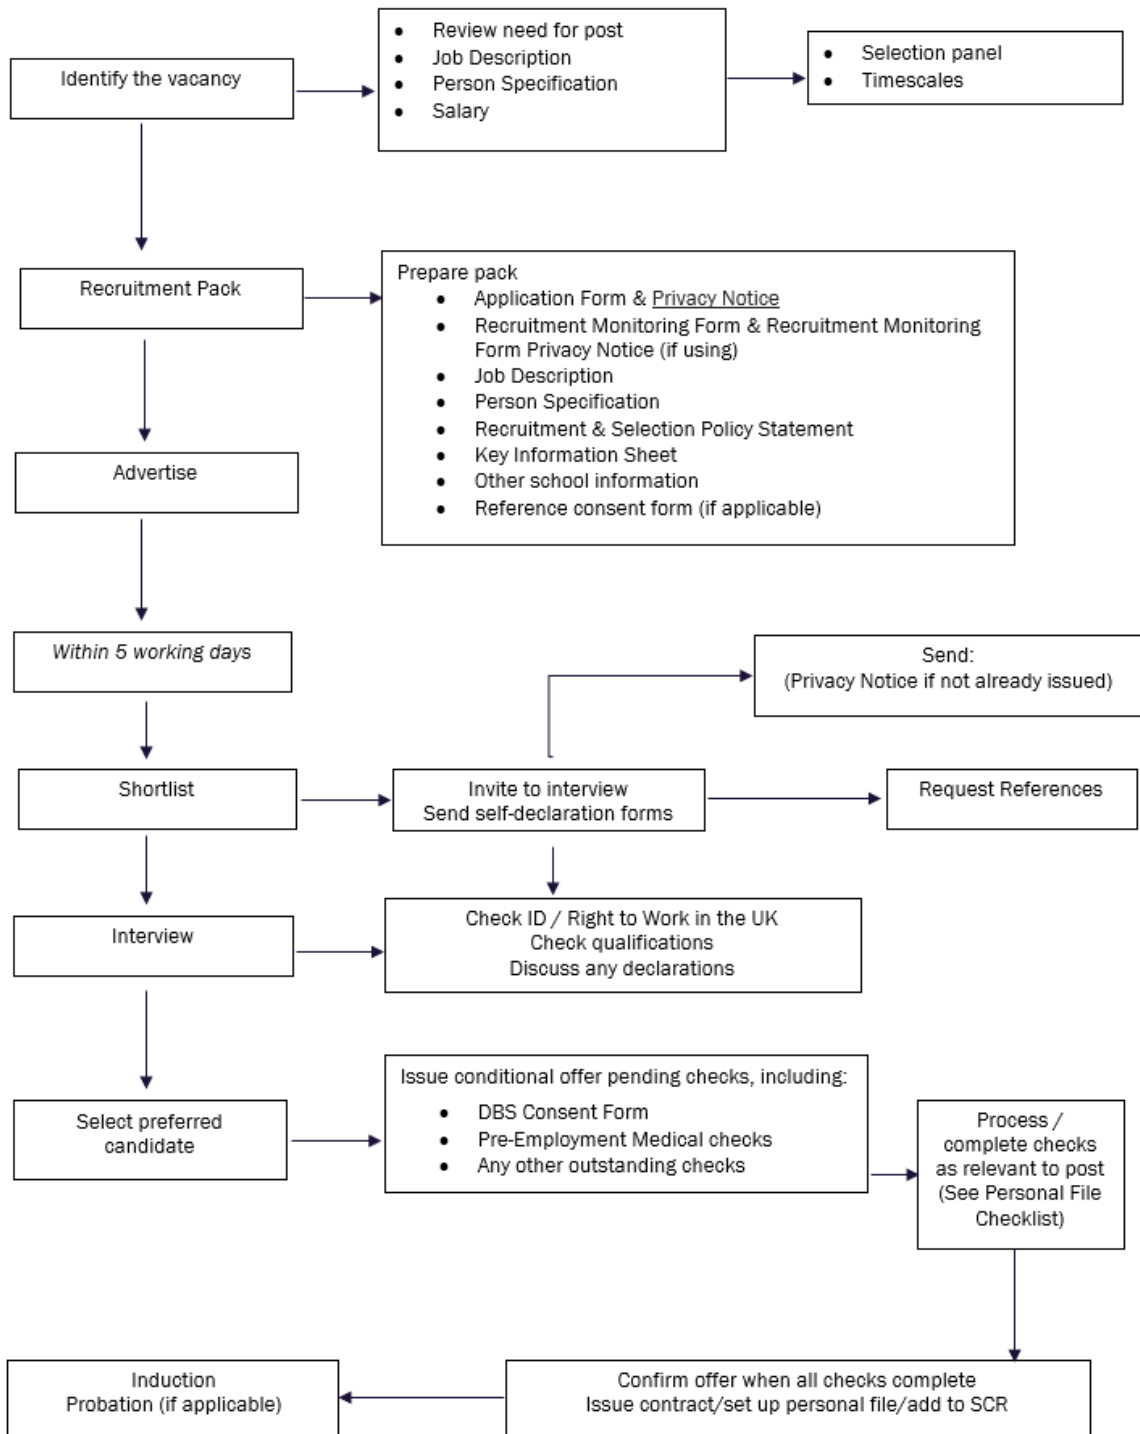 Identify the vacancy
• Review need for post
• Job Description
• Person Specification
• Salary
• Selection panel
• Timescales
Recruitment Pack
Prepare pack
• Application Form & Privacy Notice
• Recruitment Monitoring Form & Recruitment Monitoring
Form Privacy Notice (if using)
• Job Description
• Person Specification
• Recruitment & Selection Policy Statement
• Key Information Sheet
• Other school information
• Reference consent form (if applicable)
Advertise
Within 5 working days
Send:
(Privacy Notice if not already issued)
Shortlist
Invite to interview
Send self-declaration forms
Request References
Interview
Check ID / Right to Work in the UK
Check qualifications
Discuss any declarations
Select preferred
candidate
Issue conditional offer pending checks, including:
• DBS Consent Form
• Pre-Employment Medical checks
• Any other outstanding checks
Process /
complete checks
as relevant to post
(See Personal File
Checklist)
Confirm offer when all checks complete
Issue contract/set up personal file/add to SCR
Induction
Probation (if applicable)